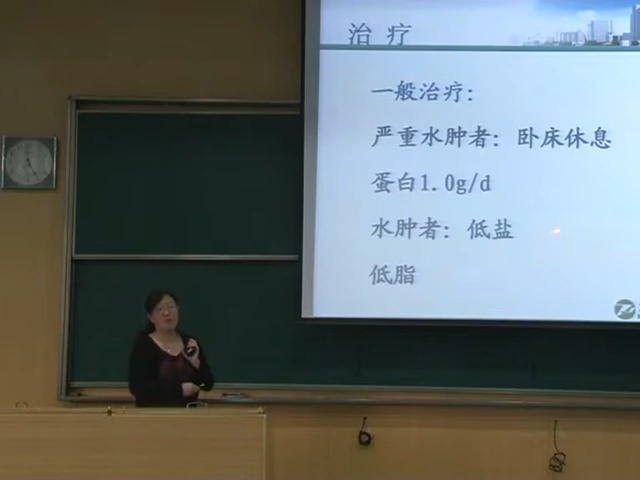 治疗
一般治疗：
严重水肿者：卧床休息
蛋白1.0g/d
水肿者：低盐
低脂